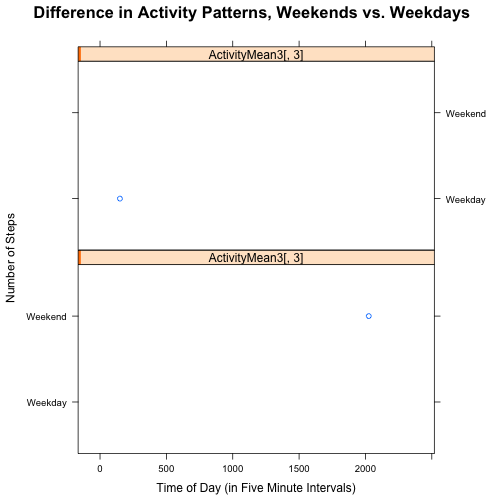 Difference in Activity Patterns, Weekends vs. Weekdays
ActivityMean3[, 3]
Weekend
Weekday
ActivityMean3[, 3]
Weekend
Weekday
Number of Steps
0 500 1000 1500 2000
Time of Day (in Five Minute Intervals)